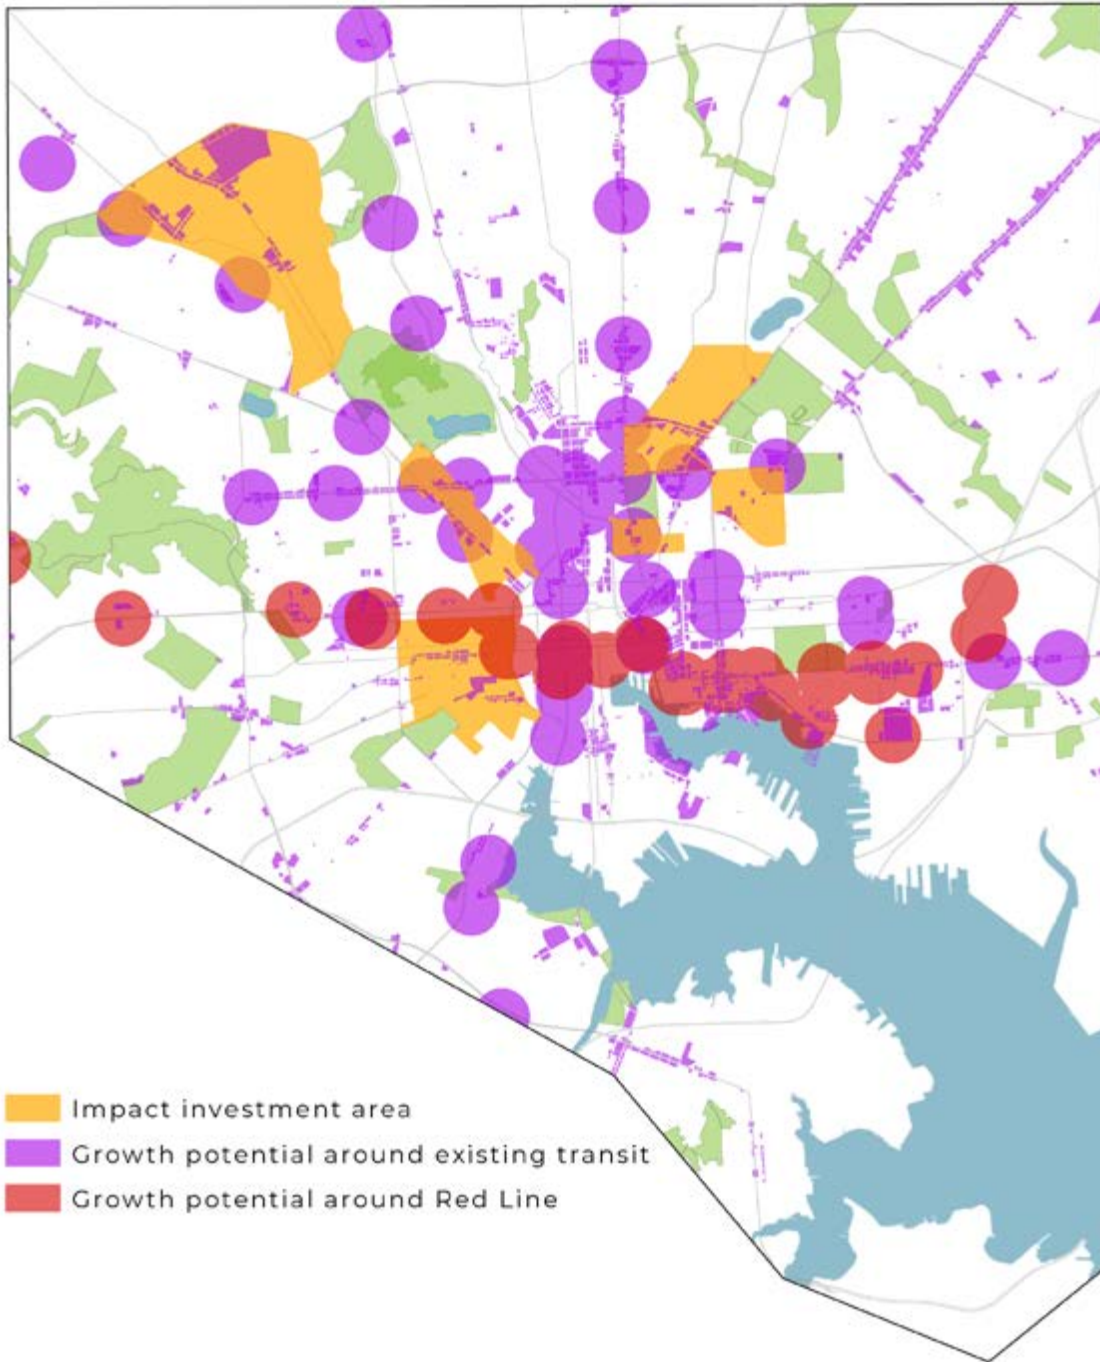 Impact investment area
Growth potential around existing transit
Growth potential around Red Line